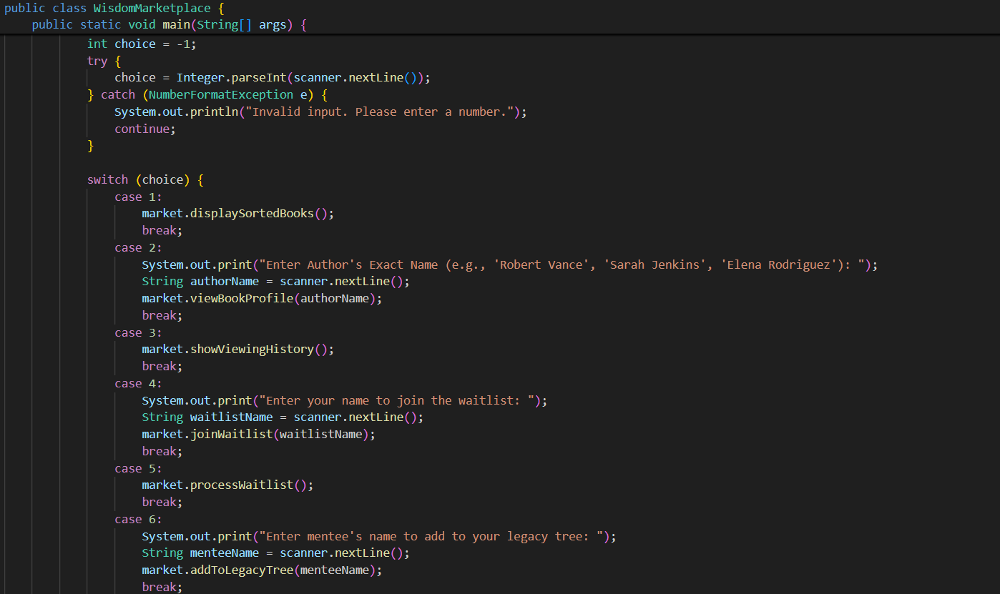 public class WisdomMarketplace {
    public static void main(String[] args) {
            int choice = -1;
            try {
                choice = Integer.parseInt(scanner.nextLine());
            } catch (NumberFormatException e) {
                System.out.println("Invalid input. Please enter a number.");
                continue;
            }

            switch (choice) {
                case 1:
                    market.displaySortedBooks();
                    break;
                case 2:
                    System.out.print("Enter Author's Exact Name (e.g., 'Robert Vance', 'Sarah Jenkins', 'Elena Rodriguez'): ");
                    String authorName = scanner.nextLine();
                    market.viewBookProfile(authorName);
                    break;
                case 3:
                    market.showViewingHistory();
                    break;
                case 4:
                    System.out.print("Enter your name to join the waitlist: ");
                    String waitlistName = scanner.nextLine();
                    market.joinWaitlist(waitlistName);
                    break;
                case 5:
                    market.processWaitlist();
                    break;
                case 6:
                    System.out.print("Enter mentee's name to add to your legacy tree: ");
                    String menteeName = scanner.nextLine();
                    market.addToLegacyTree(menteeName);
                    break;